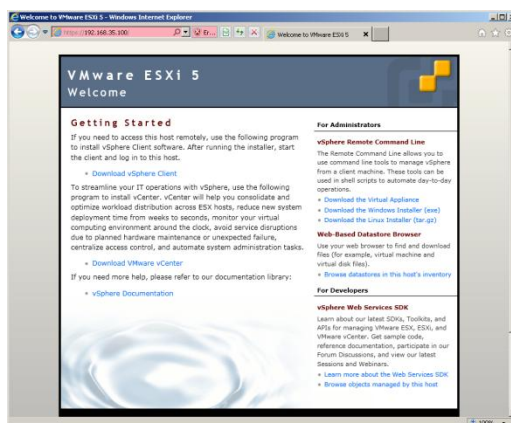 Welcome to VMware ESXi 5 - Windows Internet Explorer
https://192.168.35.100/
Er...
Welcome to VMware ESXi 5
VMware ESXi 5
Welcome
Getting Started
If you need to access this host remotely, use the following program
to install vSphere Client software. After running the installer, start
the client and log in to this host.
Download vSphere Client
To streamline your IT operations with vSphere, use the following
program to install vCenter. vCenter will help you consolidate and
optimize workload distribution across ESX hosts, reduce new system
deployment time from weeks to seconds, monitor your virtual
computing environment around the clock, avoid service disruptions
due to planned hardware maintenance or unexpected failure,
centralize access control, and automate system administration tasks.
Download VMware vCenter
If you need more help, please refer to our documentation library:
vSphere Documentation
For Administrators
vSphere Remote Command Line
The Remote Command Line allows you to
use command line tools to manage vSphere
from a client machine. These tools can be
used in shell scripts to automate day-to-day
operations.
Download the Virtual Appliance
Download the Windows Installer (exe)
Download the Linux Installer (tar.gz)
Web-Based Datastore Browser
Use your web browser to find and download
files (for example, virtual machine and
virtual disk files).
Browse datastores in this host's inventory
For Developers
vSphere Web Services SDK
Learn about our latest SDKs, Toolkits, and
APIs for managing VMware ESX, ESXi, and
VMware vCenter. Get sample code,
reference documentation, participate in our
Forum Discussions, and view our latest
Sessions and Webinars.
Learn more about the Web Services SDK
Browse objects managed by this host
100%